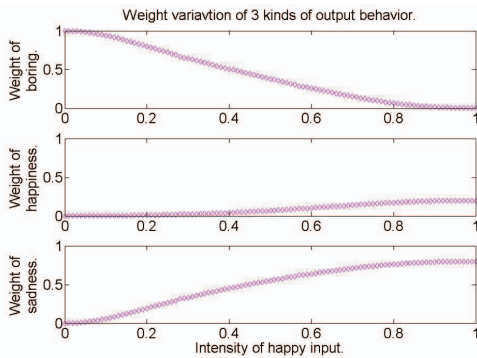 Weight variavtion of 3 kinds of output behavior.
Weight of
boring.
1
0.5
0
0 0.2 0.4 0.6 0.8 1
Weight of
happiness.
1
0.5
0
0 0.2 0.4 0.6 0.8 1
Weight of
sadness.
1
0.5
0
0 0.2 0.4 0.6 0.8 1
Intensity of happy input.